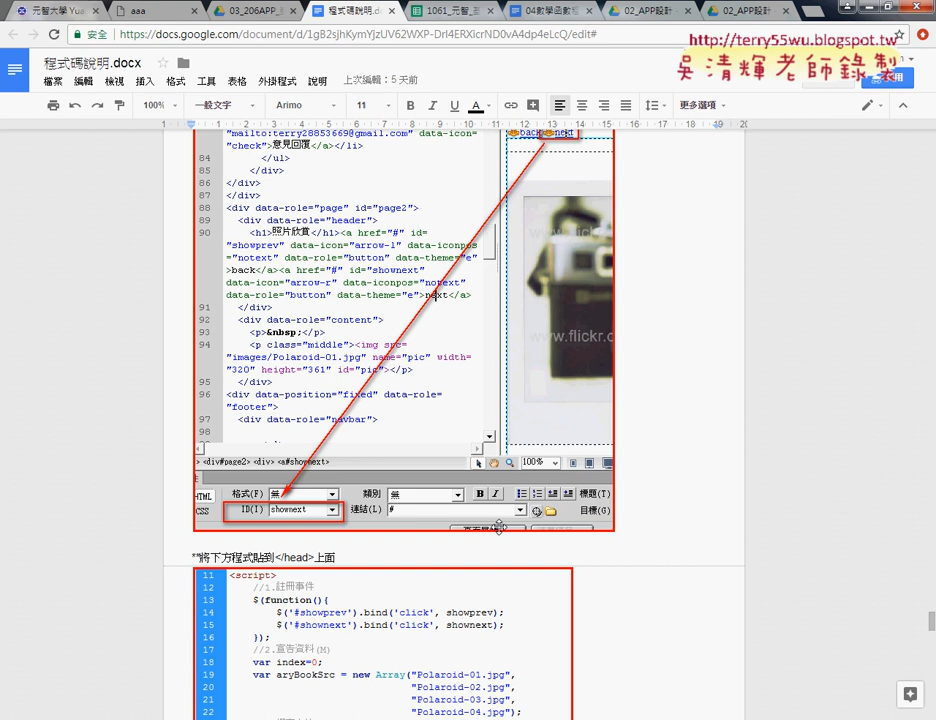 元智大學 Yua
aaa
03_206APP_
程式碼說明.d
1061_元智_
04數學函數程
02_APP設計 -
02_APP設計 -
安全
https://docs.google.com/document/d/1gB2sjhKymYjzUV62WXP-DrI4ERXicrND0vA4dp4eLcQ/edit#
http://terry55wu.blogspot.tw
吳清輝老師錄製
程式碼說明.docx
檔案 編輯 檢視 插入 格式 工具 表格 外掛程式 說明 上次編輯：5 天前
100% 一般文字 Arimo 11 B I U A 更多選項
"mailto:terry28853669@gmail.com" data-icon=
"check">意見回覆</a></li>
84 </ul>
85 </div>
86 </div>
87 </div>
88 <div data-role="page" id="page2">
89 <div data-role="header">
90 <h1>照片欣賞</h1><a href="#" id=
"showprev" data-icon="arrow-l" data-iconpos
="notext" data-role="button" data-theme="e"
>back</a><a href="#" id="shownext"
data-icon="arrow-r" data-iconpos="notext"
data-role="button" data-theme="e">next</a>
91 </div>
92 <div data-role="content">
93 <p>&nbsp;</p>
94 <p class="middle"><img src=
"images/Polaroid-01.jpg" name="pic" width=
"320" height="361" id="pic"></p>
95 </div>
96 <div data-position="fixed" data-role=
"footer">
97 <div data-role="navbar">
98
back next
www.flickr.c
<div#page2> <div> <a#shownext>
100%
HTML 格式(F) 無 類別 無 B I 標題(T)
CSS ID(I) shownext 連結(L) # 目標(G)
**將下方程式貼到</head>上面
11 <script>
12 //1.註冊事件
13 $(function(){
14 $('#showprev').bind('click', showprev);
15 $('#shownext').bind('click', shownext);
16 });
17 //2.宣告資料(M)
18 var index=0;
19 var aryBookSrc = new Array("Polaroid-01.jpg",
20 "Polaroid-02.jpg",
21 "Polaroid-03.jpg",
22 "Polaroid-04.jpg");